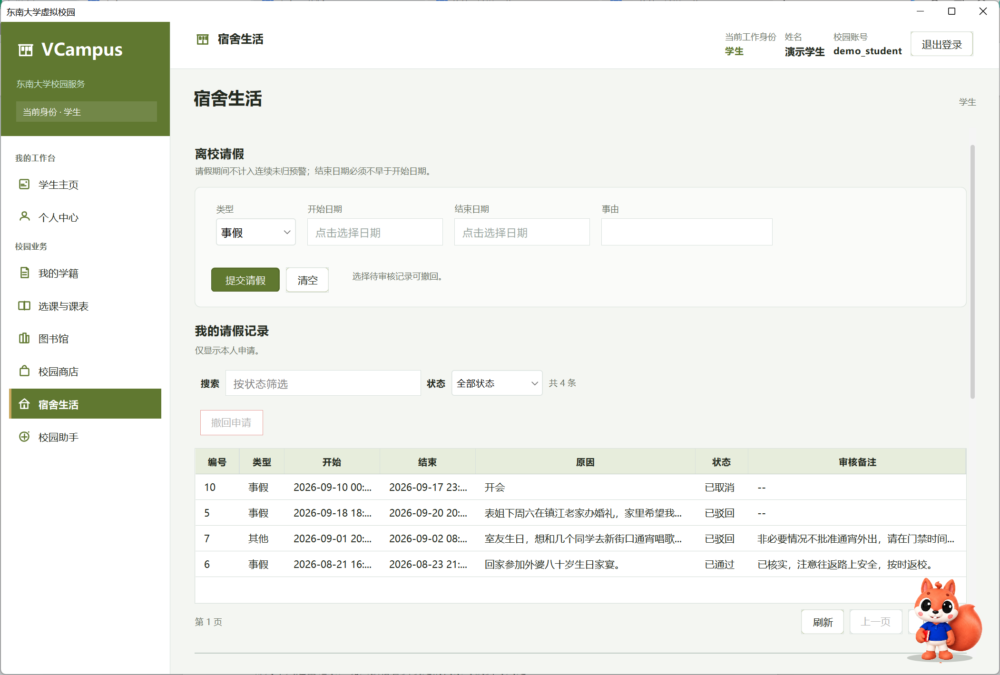 东南大学虚拟校园
VCampus
东南大学校园服务
当前身份 · 学生
我的工作台
学生主页
个人中心
校园业务
我的学籍
选课与课表
图书馆
校园商店
宿舍生活
校园助手
宿舍生活
当前工作身份 姓名 校园账号
学生 演示学生 demo_student
退出登录
宿舍生活
学生
离校请假
请假期间不计入连续未归预警；结束日期必须不早于开始日期。
类型 开始日期 结束日期 事由
事假 点击选择日期 点击选择日期
提交请假 清空 选择待审核记录可撤回。
我的请假记录
仅显示本人申请。
搜索 按状态筛选 状态 全部状态 共 4 条
撤回申请
编号 类型 开始 结束 原因 状态 审核备注
10 事假 2026-09-10 00:... 2026-09-17 23:... 开会 已取消 --
5 事假 2026-09-18 18:... 2026-09-20 20:... 表姐下周六在镇江老家办婚礼，家里希望我... 已驳回 --
7 其他 2026-09-01 20:... 2026-09-02 08:... 室友生日，想和几个同学去新街口通宵唱歌... 已驳回 非必要情况不批准通宵外出，请在门禁时间...
6 事假 2026-08-21 16:... 2026-08-23 21:... 回家参加外婆八十岁生日家宴。 已通过 已核实，注意往返路上安全，按时返校。
第 1 页
刷新 上一页